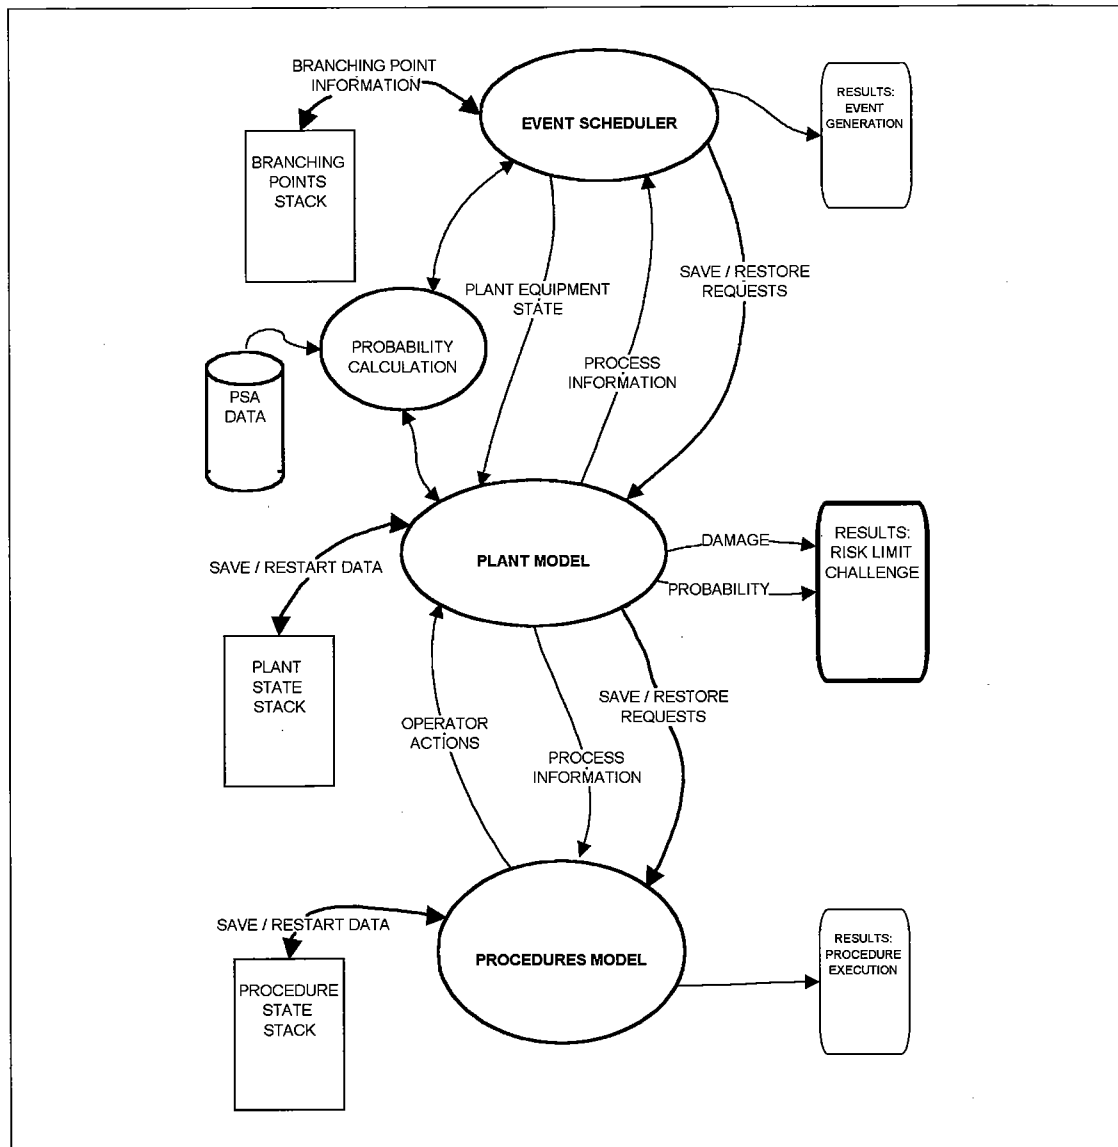 BRANCHING POINT
INFORMATION
EVENT SCHEDULER
RESULTS:
EVENT
GENERATION
BRANCHING
POINTS
STACK
SAVE / RESTORE
REQUESTS
PLANT EQUIPMENT
STATE
PROBABILITY
CALCULATION
PROCESS
INFORMATION
PSA
DATA
DAMAGE
RESULTS:
RISK LIMIT
CHALLENGE
PLANT MODEL
SAVE / RESTART DATA
PROBABILITY
PLANT
STATE
STACK
SAVE / RESTORE
REQUESTS
OPERATOR
ACTIONS
PROCESS
INFORMATION
SAVE / RESTART DATA
RESULTS:
PROCEDURE
EXECUTION
PROCEDURES MODEL
PROCEDURE
STATE
STACK